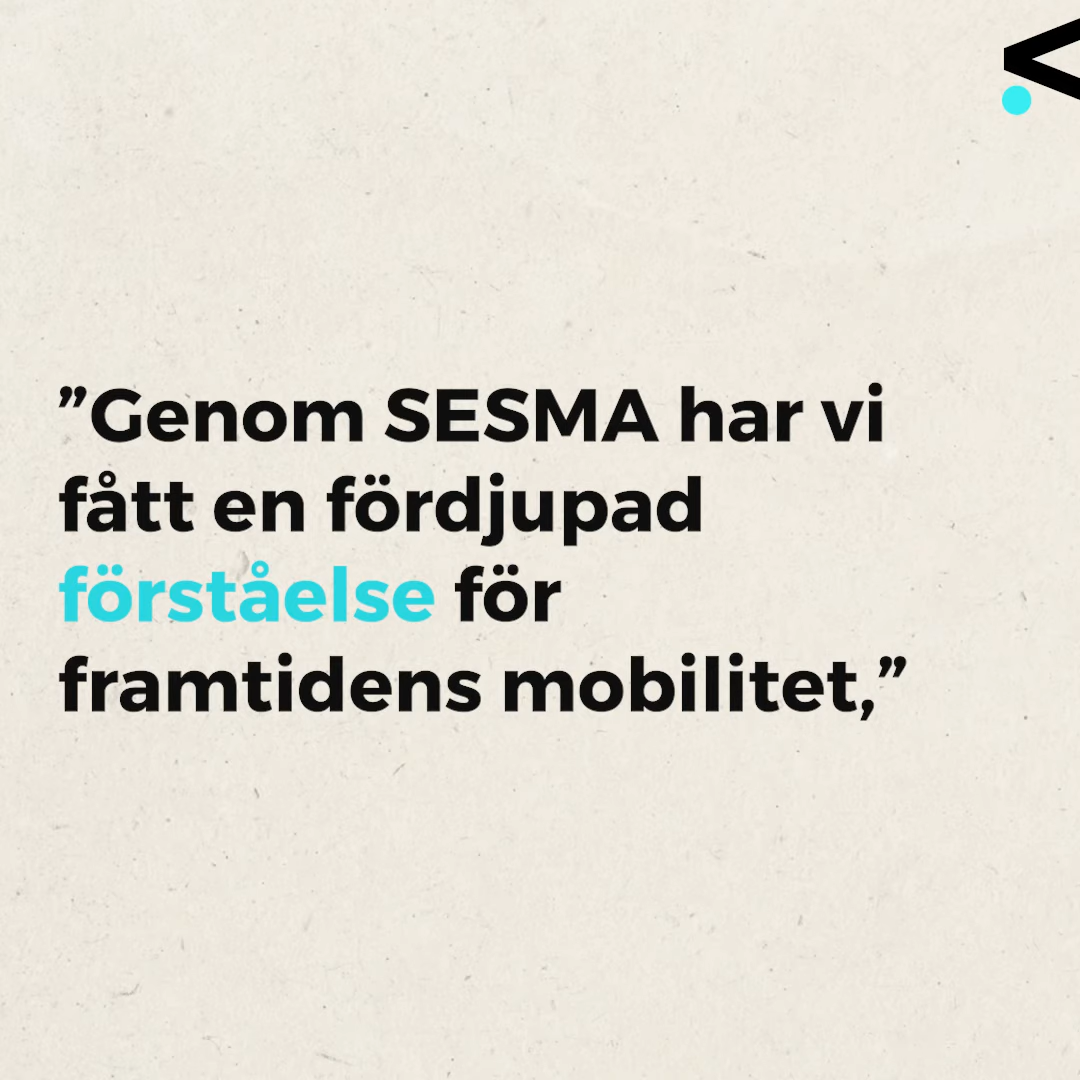 ”Genom SESMA har vi
fått en fördjupad
förståelse för
framtidens mobilitet,”